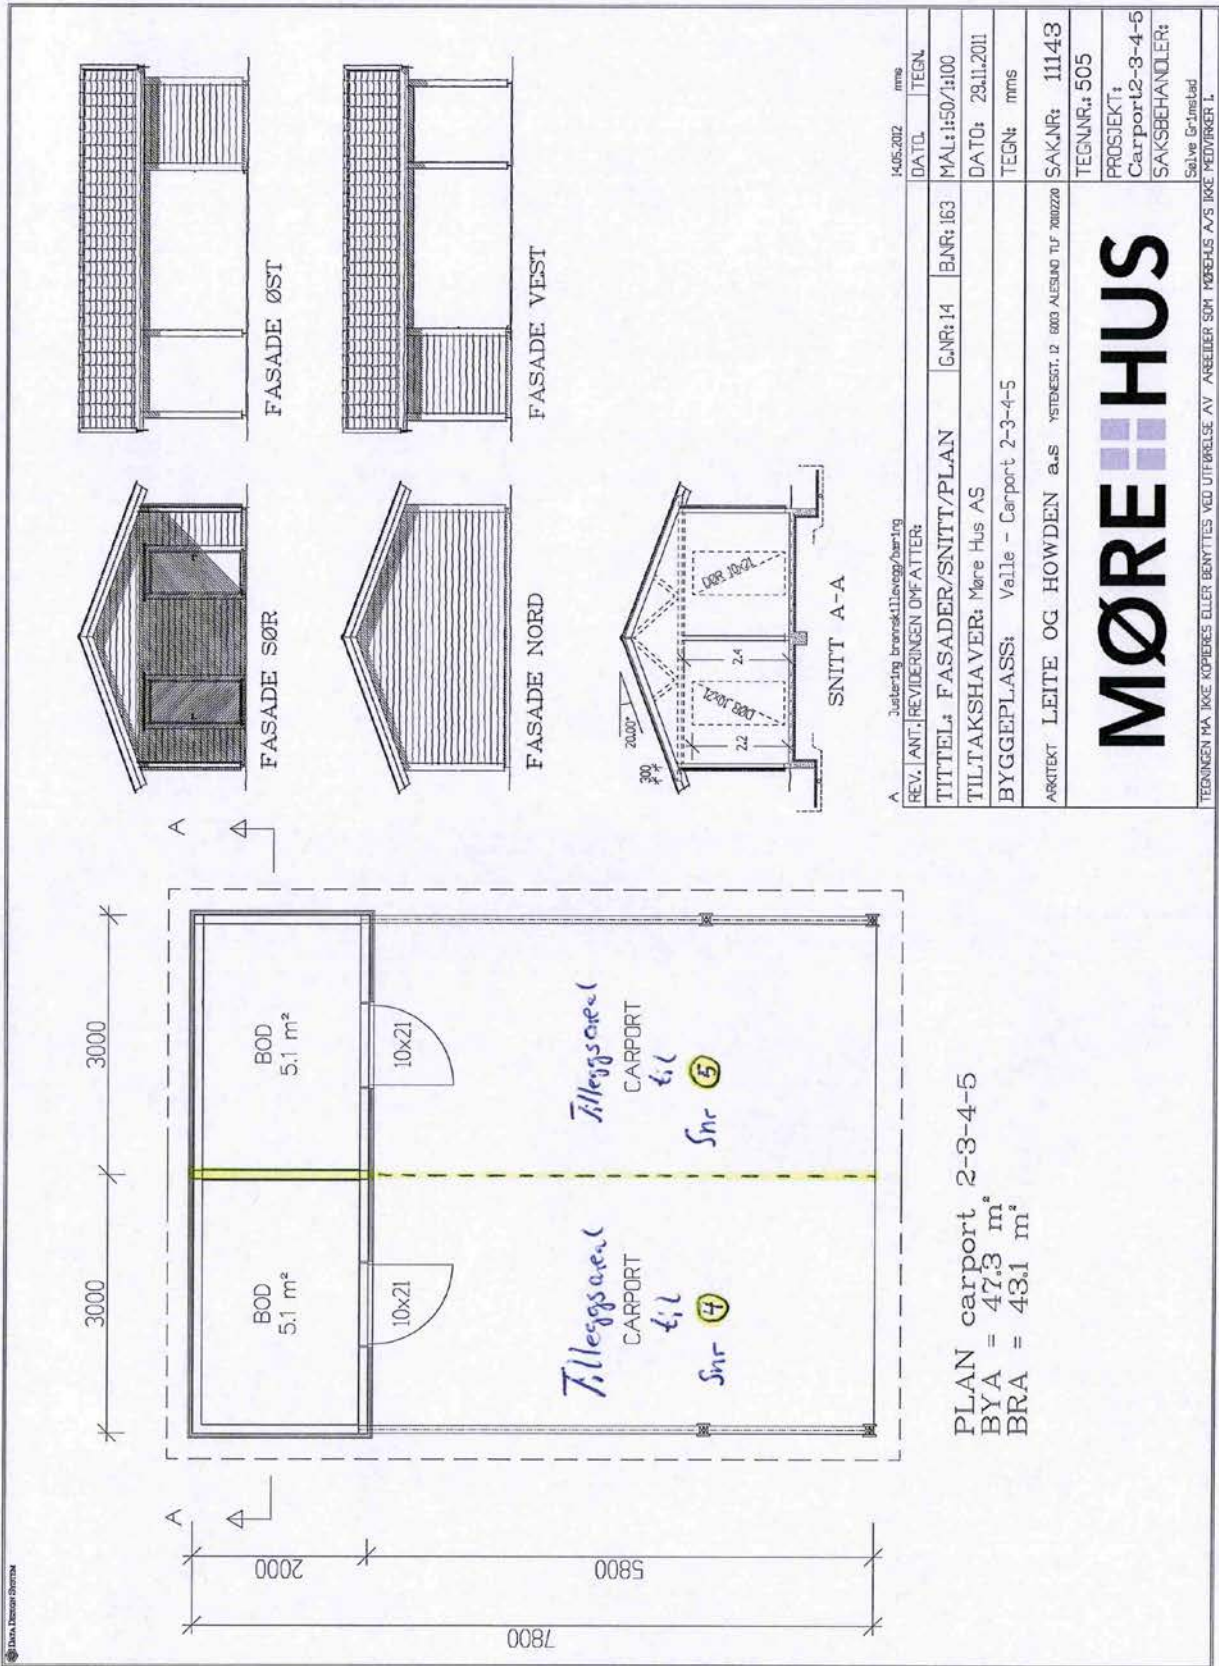 DATA DESIGN SYSTEM
7800
2000
5800
A
A
3000
3000
BOD
5.1 m²
BOD
5.1 m²
10x21
10x21
Tilleggsareal
CARPORT
til
Snr 4
Tilleggsareal
CARPORT
til
Snr 5
PLAN carport 2-3-4-5
BYA = 47.3 m²
BRA = 43.1 m²
FASADE SØR
FASADE ØST
FASADE NORD
FASADE VEST
20.00°
300
2.2
2.4
DØR 10x21
DØR 10x21
SNITT A-A
A Justering brannskillevegg/bæring 14.05.2012 mms
REV. ANT. REVIDERINGEN OMFATTER: DATO. TEGN.
TITTEL: FASADER/SNITT/PLAN G.NR: 14 B.NR: 163 MÅL: 1:50/1:100
TILTAKSHAVER: Møre Hus AS DATO: 29.11.2011
BYGGEPLASS: Valle - Carport 2-3-4-5 TEGN: mms
ARKITEKT LEITE OG HOWDEN a.s YSTENESGT. 12 6003 ÅLESUND TLF SAK.NR: 11143
TEGN.NR.: 505
MØRE HUS
PROSJEKT:
Carport2-3-4-5
SAKSBEHANDLER:
Sølve Grimstad
TEGNINGEN MÅ IKKE KOPIERES ELLER BENYTTES VED UTFØRELSE AV ARBEIDER SOM MØREHUS A/S IKKE MEDVIRKER I.